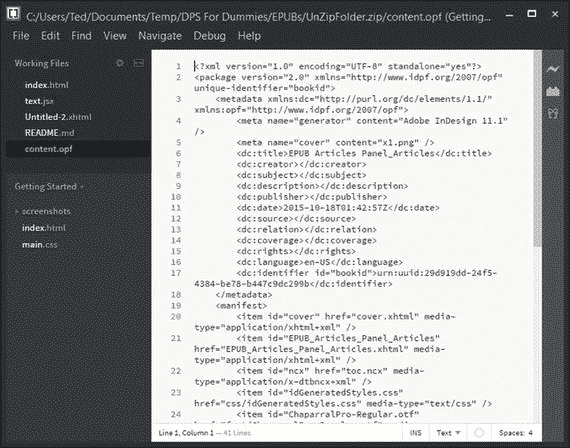 C:/Users/Ted/Documents/Temp/DPS For Dummies/EPUBs/UnZipFolder.zip/content.opf (Getting...
File Edit Find View Navigate Debug Help
Working Files
index.html
text.jsx
Untitled-2.xhtml
README.md
content.opf
Getting Started
screenshots
index.html
main.css
1 <?xml version="1.0" encoding="UTF-8" standalone="yes"?>
2 <package version="2.0" xmlns="http://www.idpf.org/2007/opf"
unique-identifier="bookid">
3 <metadata xmlns:dc="http://purl.org/dc/elements/1.1/"
xmlns:opf="http://www.idpf.org/2007/opf">
4 <meta name="generator" content="Adobe InDesign 11.1"
/>
5 <meta name="cover" content="x1.png" />
6 <dc:title>EPUB Articles Panel_Articles</dc:title>
7 <dc:creator></dc:creator>
8 <dc:subject></dc:subject>
9 <dc:description></dc:description>
10 <dc:publisher></dc:publisher>
11 <dc:date>2015-10-18T01:42:57Z</dc:date>
12 <dc:source></dc:source>
13 <dc:relation></dc:relation>
14 <dc:coverage></dc:coverage>
15 <dc:rights></dc:rights>
16 <dc:language>en-US</dc:language>
17 <dc:identifier id="bookid">urn:uuid:29d919dd-24f5-
4384-be78-b447c9dc299b</dc:identifier>
18 </metadata>
19 <manifest>
20 <item id="cover" href="cover.xhtml" media-
type="application/xhtml+xml" />
21 <item id="EPUB_Articles_Panel_Articles"
href="EPUB_Articles_Panel_Articles.xhtml" media-
type="application/xhtml+xml" />
22 <item id="ncx" href="toc.ncx" media-
type="application/x-dtbncx+xml" />
23 <item id="idGeneratedStyles.css"
href="css/idGeneratedStyles.css" media-type="text/css" />
24 <item id="ChaparralPro-Regular.otf"
Line 1, Column 1 — 41 Lines
INS Text Spaces: 4